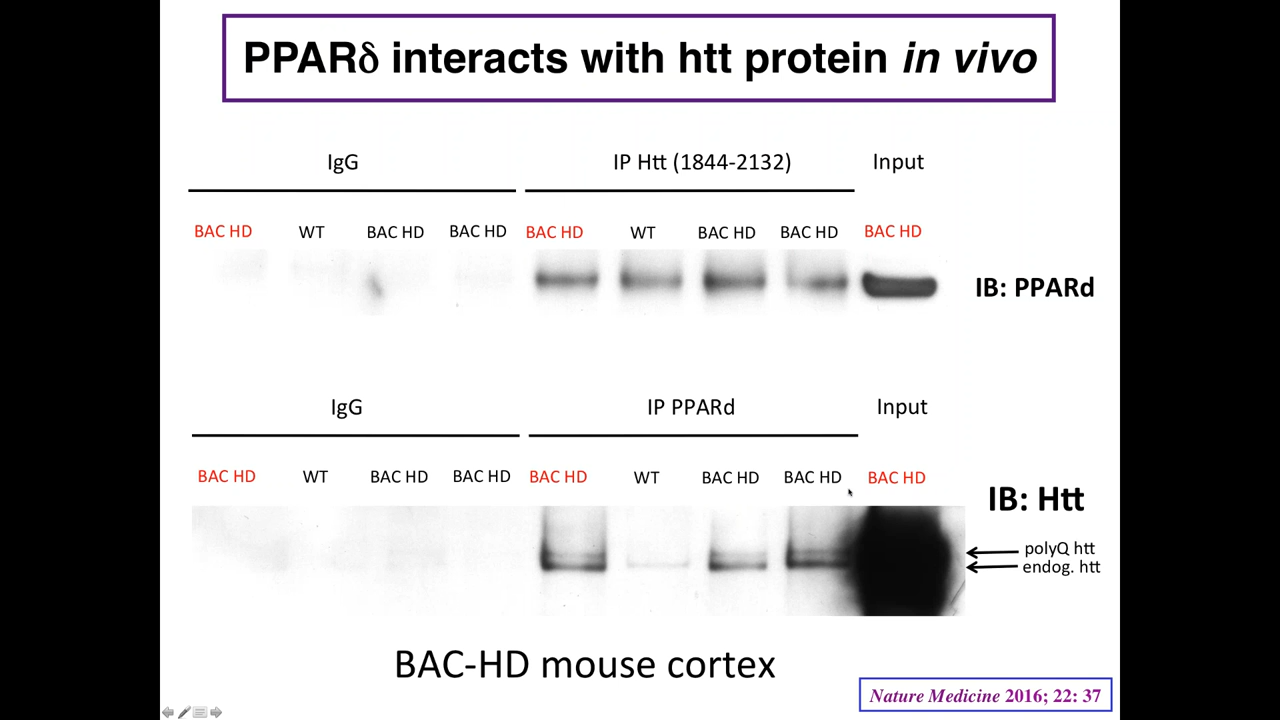 PPARδ interacts with htt protein in vivo
IgG IP Htt (1844-2132) Input
BAC HD WT BAC HD BAC HD BAC HD WT BAC HD BAC HD BAC HD
IB: PPARd
IgG IP PPARd Input
BAC HD WT BAC HD BAC HD BAC HD WT BAC HD BAC HD BAC HD
IB: Htt
polyQ htt
endog. htt
BAC-HD mouse cortex
Nature Medicine 2016; 22: 37